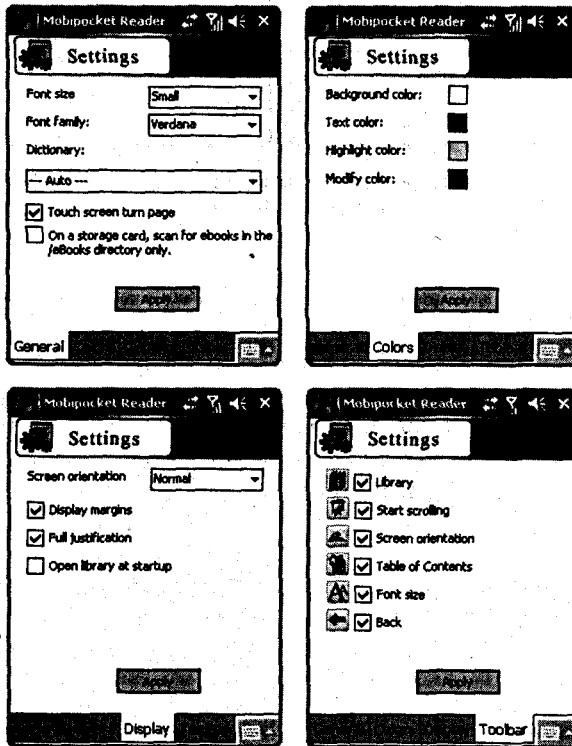 Mobipocket Reader
Settings
Font size Small
Font family: Verdana
Dictionary:
--- Auto ---
Touch screen turn page
On a storage card, scan for ebooks in the
/eBooks directory only.
Apply
General
Mobipocket Reader
Settings
Background color:
Text color:
Highlight color:
Modify color:
Apply
Colors
Mobipocket Reader
Settings
Screen orientation Normal
Display margins
Full justification
Open library at startup
Apply
Display
Mobipocket Reader
Settings
Library
Start scrolling
Screen orientation
Table of Contents
Font size
Back
Apply
Toolbar